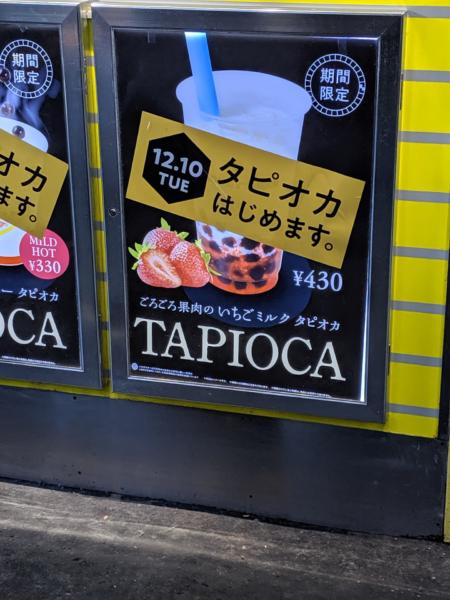 期間
限定
12.10
TUE
タピオカ
はじめます。
¥430
ごろごろ果肉の いちごミルク タピオカ
TAPIOCA
オカ
ます。
MiLD
HOT
¥330
ー タピオカ
OCA
期間
限定